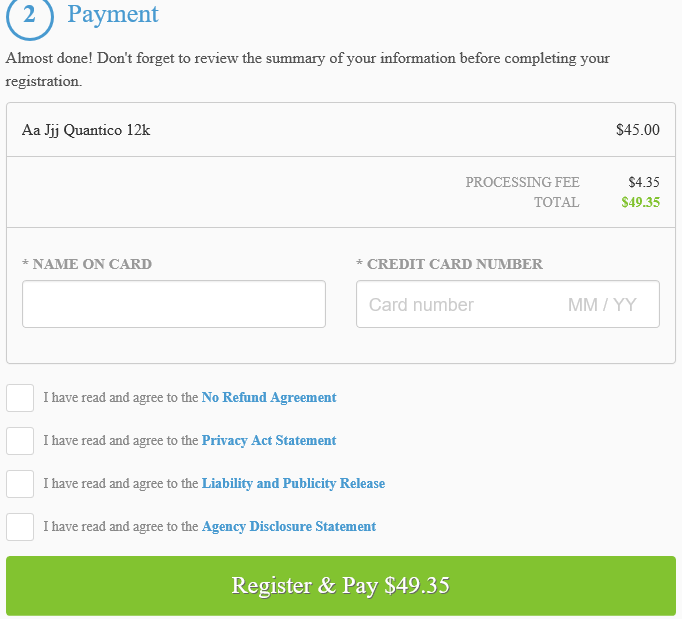 2 Payment
Almost done! Don't forget to review the summary of your information before completing your
registration.
Aa Jjj Quantico 12k $45.00
PROCESSING FEE $4.35
TOTAL $49.35
* NAME ON CARD * CREDIT CARD NUMBER
Card number MM / YY
I have read and agree to the No Refund Agreement
I have read and agree to the Privacy Act Statement
I have read and agree to the Liability and Publicity Release
I have read and agree to the Agency Disclosure Statement
Register & Pay $49.35